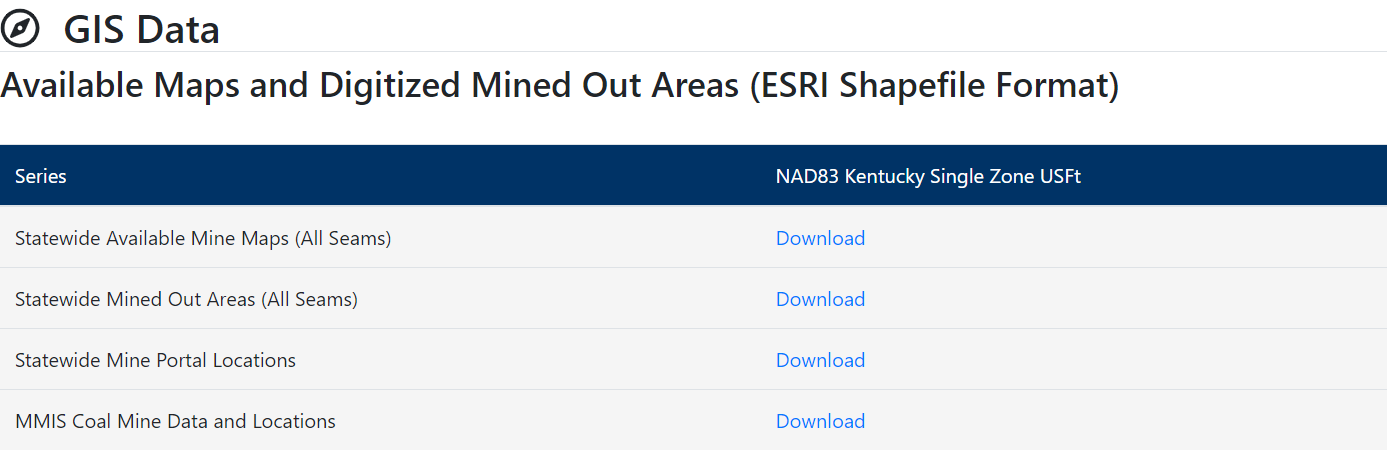 GIS Data
Available Maps and Digitized Mined Out Areas (ESRI Shapefile Format)
Series NAD83 Kentucky Single Zone USFt
Statewide Available Mine Maps (All Seams) Download
Statewide Mined Out Areas (All Seams) Download
Statewide Mine Portal Locations Download
MMIS Coal Mine Data and Locations Download